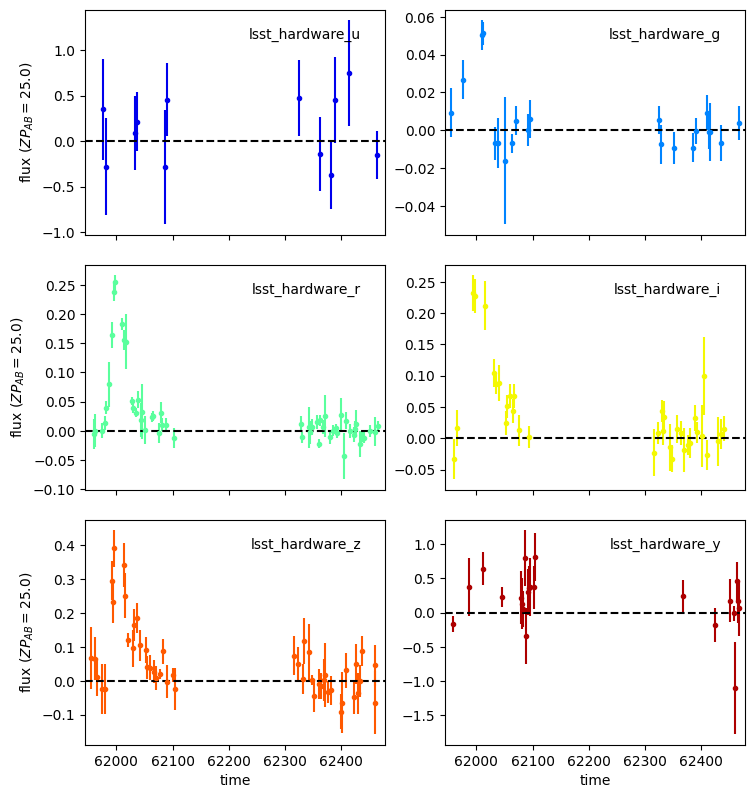 lsst_hardware_u
lsst_hardware_g
flux (ZP_AB = 25.0)
1.0
0.5
0.0
−0.5
−1.0
0.06
0.04
0.02
0.00
−0.02
−0.04
lsst_hardware_r
lsst_hardware_i
flux (ZP_AB = 25.0)
0.25
0.20
0.15
0.10
0.05
0.00
−0.05
−0.10
0.25
0.20
0.15
0.10
0.05
0.00
−0.05
lsst_hardware_z
lsst_hardware_y
flux (ZP_AB = 25.0)
0.4
0.3
0.2
0.1
0.0
−0.1
1.0
0.5
0.0
−0.5
−1.0
−1.5
62000 62100 62200 62300 62400
62000 62100 62200 62300 62400
time
time